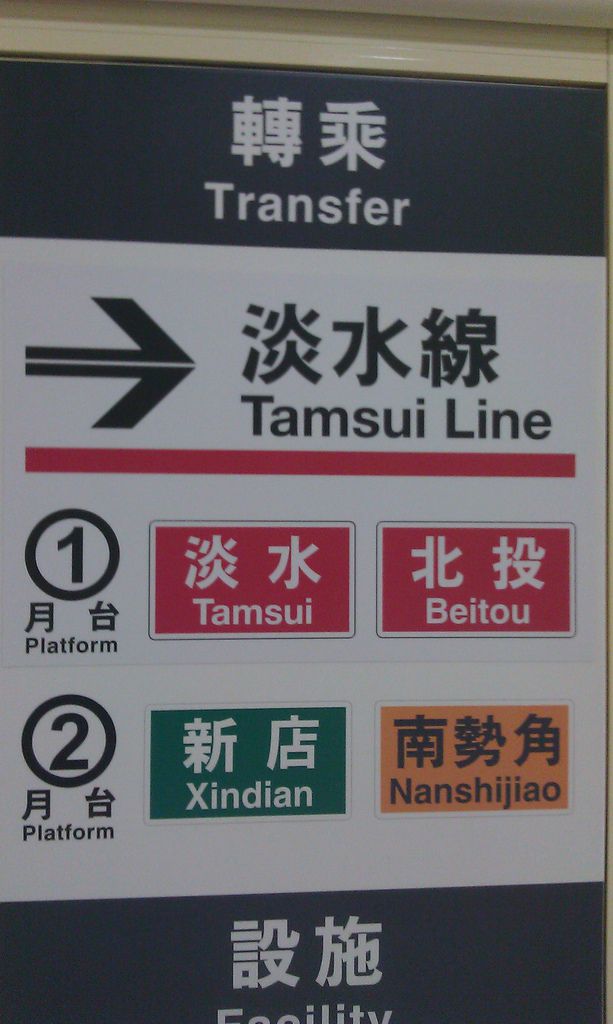 轉乘
Transfer
淡水線
Tamsui Line
1
月台
Platform
淡水
Tamsui
北投
Beitou
2
月台
Platform
新店
Xindian
南勢角
Nanshijiao
設施
Facility